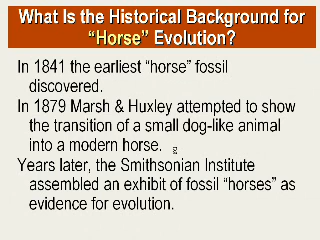 What Is the Historical Background for
“Horse” Evolution?
In 1841 the earliest “horse” fossil
discovered.
In 1879 Marsh & Huxley attempted to show
the transition of a small dog-like animal
into a modern horse.
Years later, the Smithsonian Institute
assembled an exhibit of fossil “horses” as
evidence for evolution.